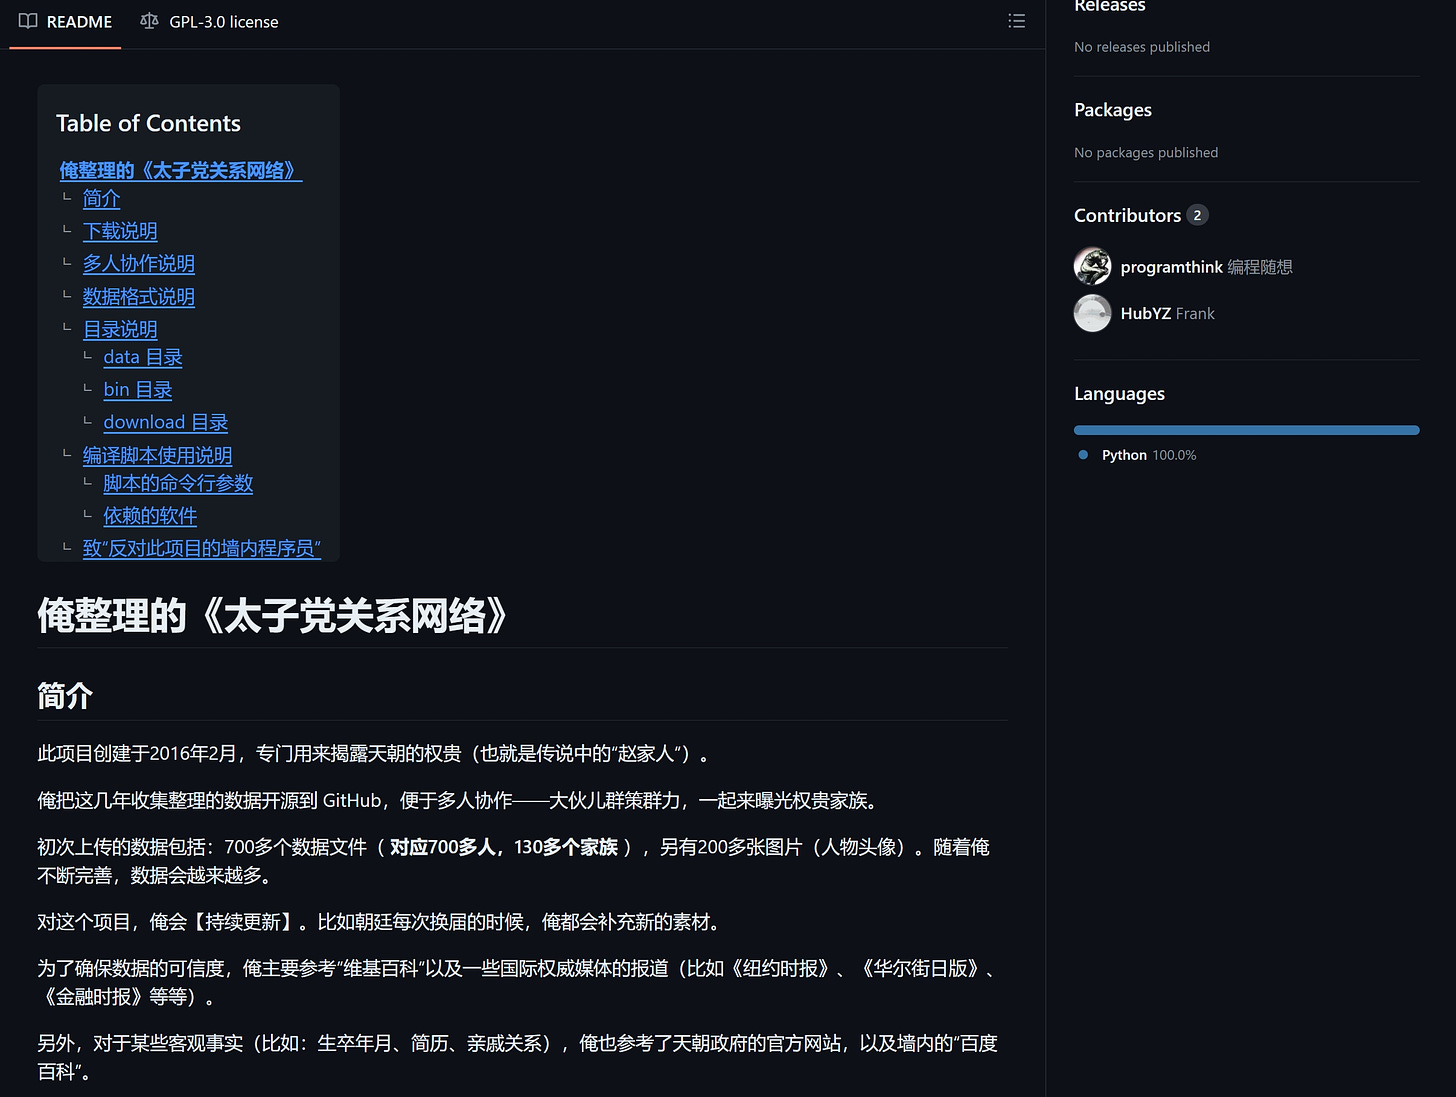 README
GPL-3.0 license
Table of Contents
俺整理的《太子党关系网络》
简介
下载说明
多人协作说明
数据格式说明
目录说明
data 目录
bin 目录
download 目录
编译脚本使用说明
脚本的命令行参数
依赖的软件
致“反对此项目的墙内程序员”
俺整理的《太子党关系网络》
简介
此项目创建于2016年2月，专门用来揭露天朝的权贵（也就是传说中的“赵家人“）。
俺把这几年收集整理的数据开源到 GitHub，便于多人协作——大伙儿群策群力，一起来曝光权贵家族。
初次上传的数据包括：700多个数据文件（ 对应700多人，130多个家族 ），另有200多张图片（人物头像）。随着俺
不断完善，数据会越来越多。
对这个项目，俺会【持续更新】。比如朝廷每次换届的时候，俺都会补充新的素材。
为了确保数据的可信度，俺主要参考“维基百科“以及一些国际权威媒体的报道（比如《纽约时报》、《华尔街日版》、
《金融时报》等等）。
另外，对于某些客观事实（比如：生卒年月、简历、亲戚关系），俺也参考了天朝政府的官方网站，以及墙内的“百度
百科”。
Releases
No releases published
Packages
No packages published
Contributors 2
programthink 编程随想
HubYZ Frank
Languages
Python 100.0%